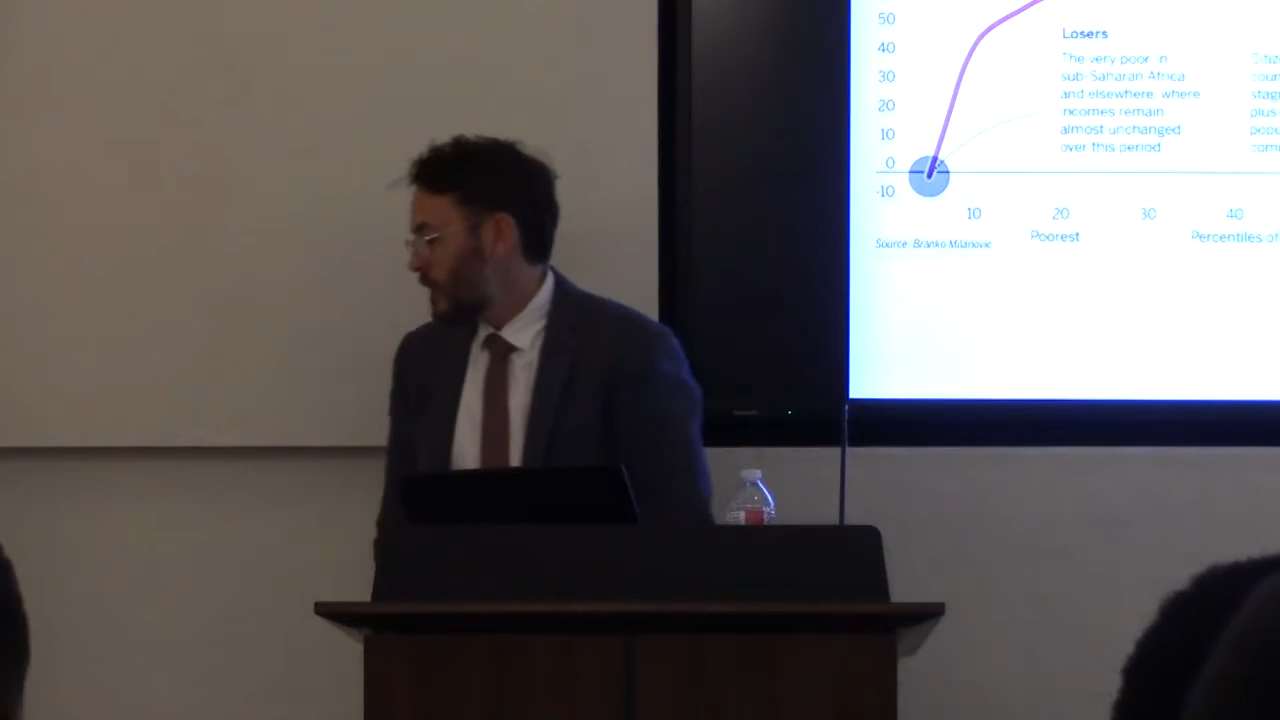 50
40
30
20
10
0
-10
Losers
The very poor in
sub-Saharan Africa
and elsewhere, where
incomes remain
almost unchanged
over this period
10 20 30 40
Poorest
Percentiles of
Source: Branko Milanovic